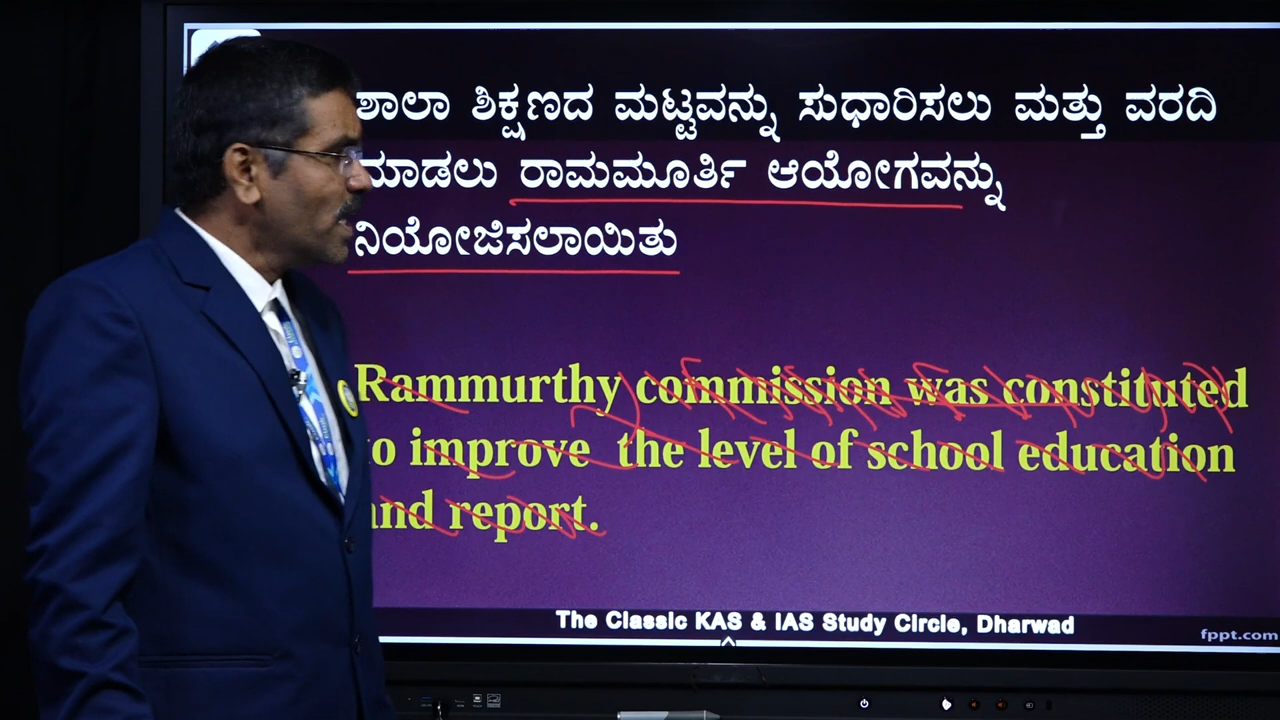 ಶಾಲಾ ಶಿಕ್ಷಣದ ಮಟ್ಟವನ್ನು ಸುಧಾರಿಸಲು ಮತ್ತು ವರದಿ
ಮಾಡಲು ರಾಮಮೂರ್ತಿ ಆಯೋಗವನ್ನು
ನಿಯೋಜಿಸಲಾಯಿತು
Rammurthy commission was constituted
to improve the level of school education
and report.
The Classic KAS & IAS Study Circle, Dharwad
fppt.com